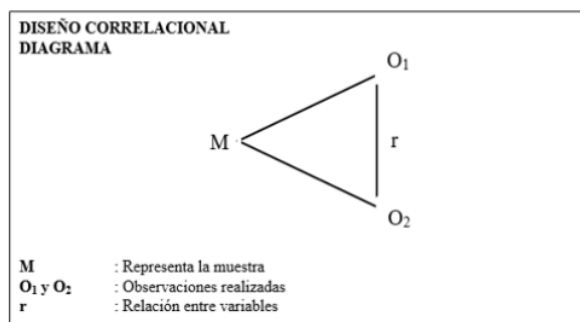 DISEÑO CORRELACIONAL
DIAGRAMA
O₁
M
r
O₂
M : Representa la muestra
O₁ y O₂ : Observaciones realizadas
r : Relación entre variables